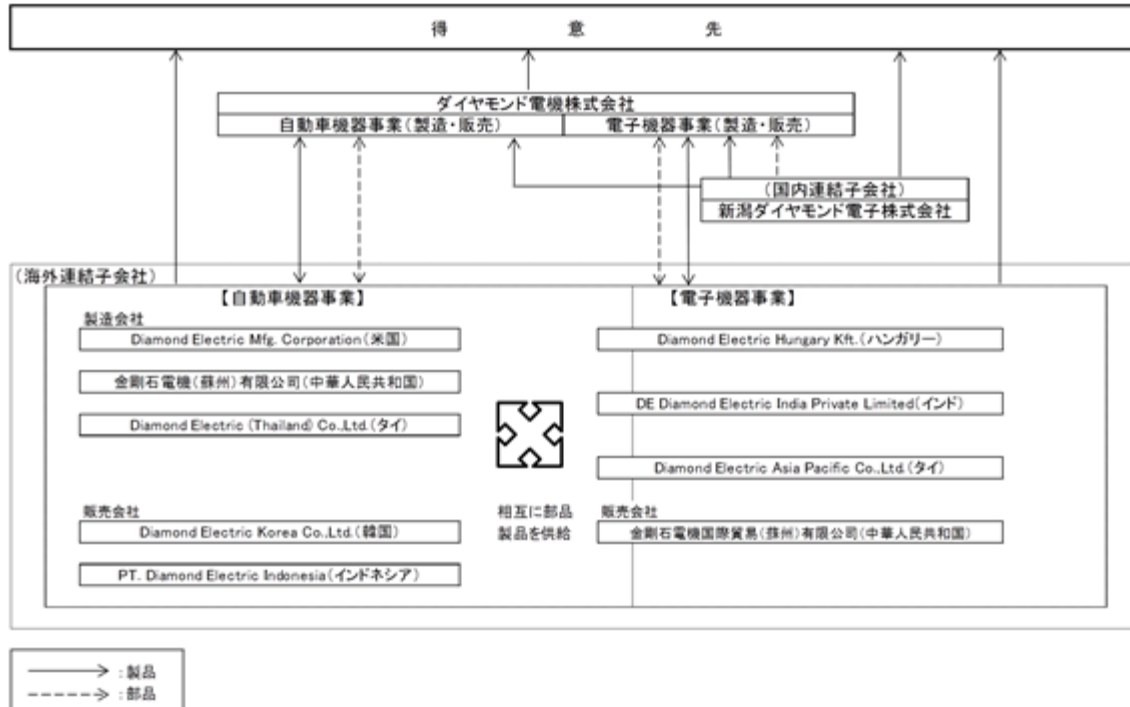 得意先
ダイヤモンド電機株式会社
自動車機器事業(製造・販売)
電子機器事業(製造・販売)
(国内連結子会社)
新潟ダイヤモンド電子株式会社
(海外連結子会社)
【自動車機器事業】
【電子機器事業】
製造会社
Diamond Electric Mfg. Corporation(米国)
Diamond Electric Hungary Kft.(ハンガリー)
金剛石電機(蘇州)有限公司(中華人民共和国)
DE Diamond Electric India Private Limited(インド)
Diamond Electric (Thailand) Co.,Ltd.(タイ)
Diamond Electric Asia Pacific Co.,Ltd.(タイ)
販売会社
相互に部品
販売会社
Diamond Electric Korea Co.,Ltd.(韓国)
製品を供給
金剛石電機国際貿易(蘇州)有限公司(中華人民共和国)
PT. Diamond Electric Indonesia(インドネシア)
:製品
:部品